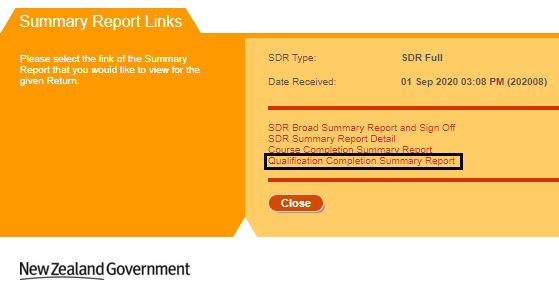 Summary Report Links
Please select the link of the Summary
Report that you would like to view for the
given Return.
SDR Type: SDR Full
Date Received: 01 Sep 2020 03:08 PM (202008)
SDR Broad Summary Report and Sign Off
SDR Summary Report Detail
Course Completion Summary Report
Qualification Completion Summary Report
Close
New Zealand Government